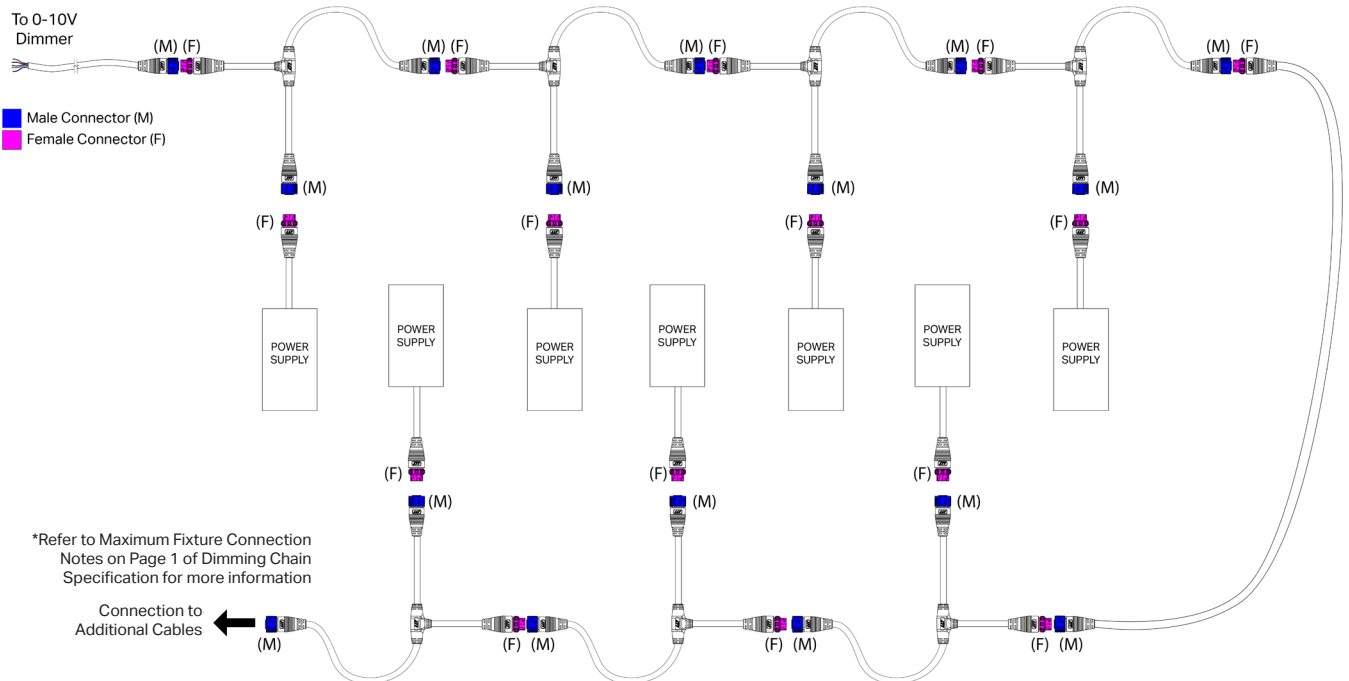 To 0-10V
Dimmer
(M) (F)
(M) (F)
(M) (F)
(M) (F)
(M) (F)
Male Connector (M)
Female Connector (F)
(M)
(M)
(M)
(M)
(F)
(F)
(F)
(F)
POWER
SUPPLY
POWER
SUPPLY
POWER
SUPPLY
POWER
SUPPLY
POWER
SUPPLY
POWER
SUPPLY
POWER
SUPPLY
(F)
(F)
(F)
(M)
(M)
(M)
*Refer to Maximum Fixture Connection
Notes on Page 1 of Dimming Chain
Specification for more information
Connection to
Additional Cables
(M)
(F) (M)
(F) (M)
(F) (M)